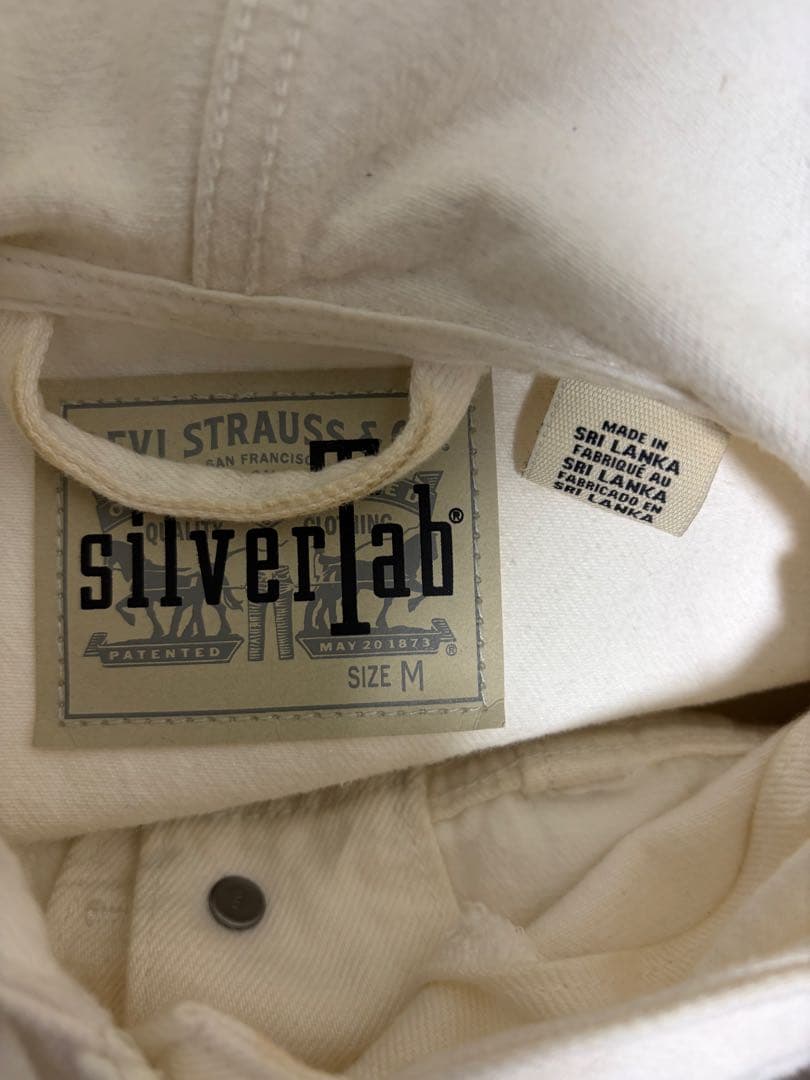 STRAUSS &
SAN FRANCISC
QUALITY CLOTHING
silverTab®
PATENTED MAY 20 1873 ®
SIZE M
MADE IN
SRI LANKA
FABRIQUÉ AU
SRI LANKA
FABRICADO EN
SRI LANKA